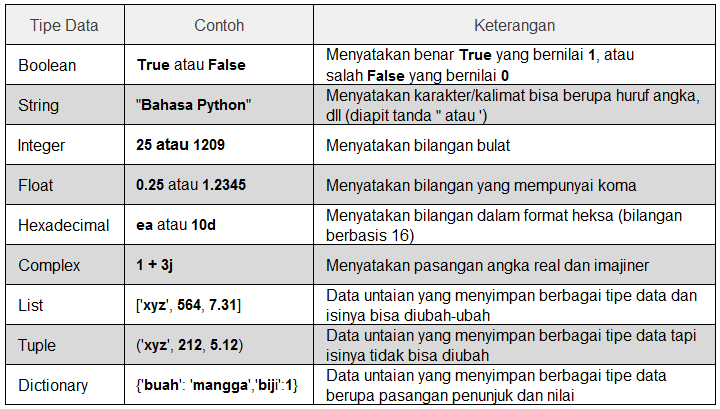 Tipe Data Contoh Keterangan
Boolean True atau False Menyatakan benar True yang bernilai 1, atau
salah False yang bernilai 0
String "Bahasa Python" Menyatakan karakter/kalimat bisa berupa huruf angka,
dll (diapit tanda " atau ')
Integer 25 atau 1209 Menyatakan bilangan bulat
Float 0.25 atau 1.2345 Menyatakan bilangan yang mempunyai koma
Hexadecimal ea atau 10d Menyatakan bilangan dalam format heksa (bilangan
berbasis 16)
Complex 1 + 3j Menyatakan pasangan angka real dan imajiner
List ['xyz', 564, 7.31] Data untaian yang menyimpan berbagai tipe data dan
isinya bisa diubah-ubah
Tuple ('xyz', 212, 5.12) Data untaian yang menyimpan berbagai tipe data tapi
isinya tidak bisa diubah
Dictionary {'buah': 'mangga','biji':1} Data untaian yang menyimpan berbagai tipe data
berupa pasangan penunjuk dan nilai